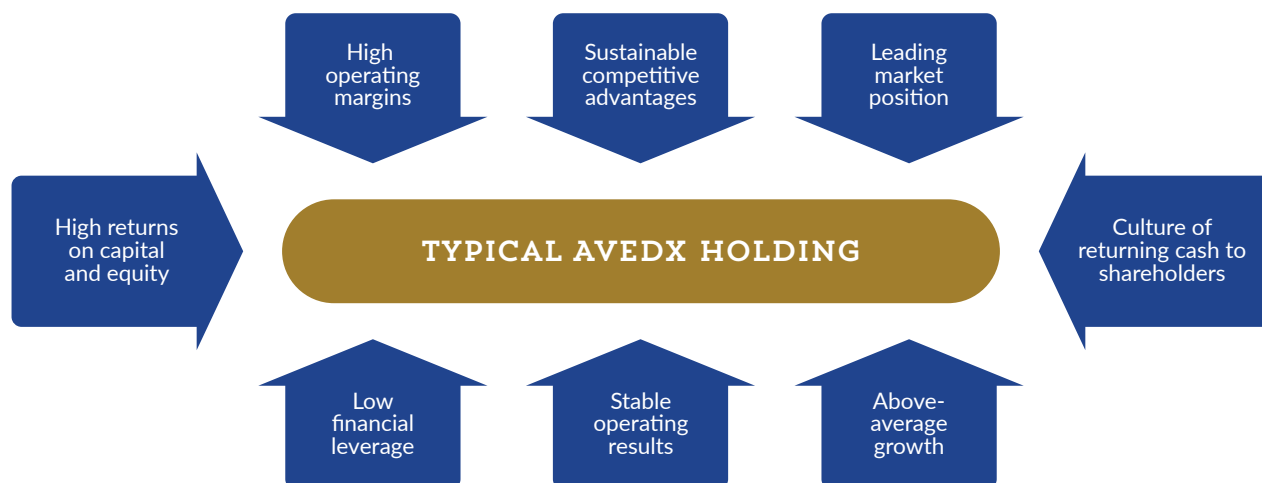 High
operating
margins
Sustainable
competitive
advantages
Leading
market
position
High returns
on capital
and equity
TYPICAL AVEDX HOLDING
Culture of
returning cash to
shareholders
Low
financial
leverage
Stable
operating
results
Above-
average
growth